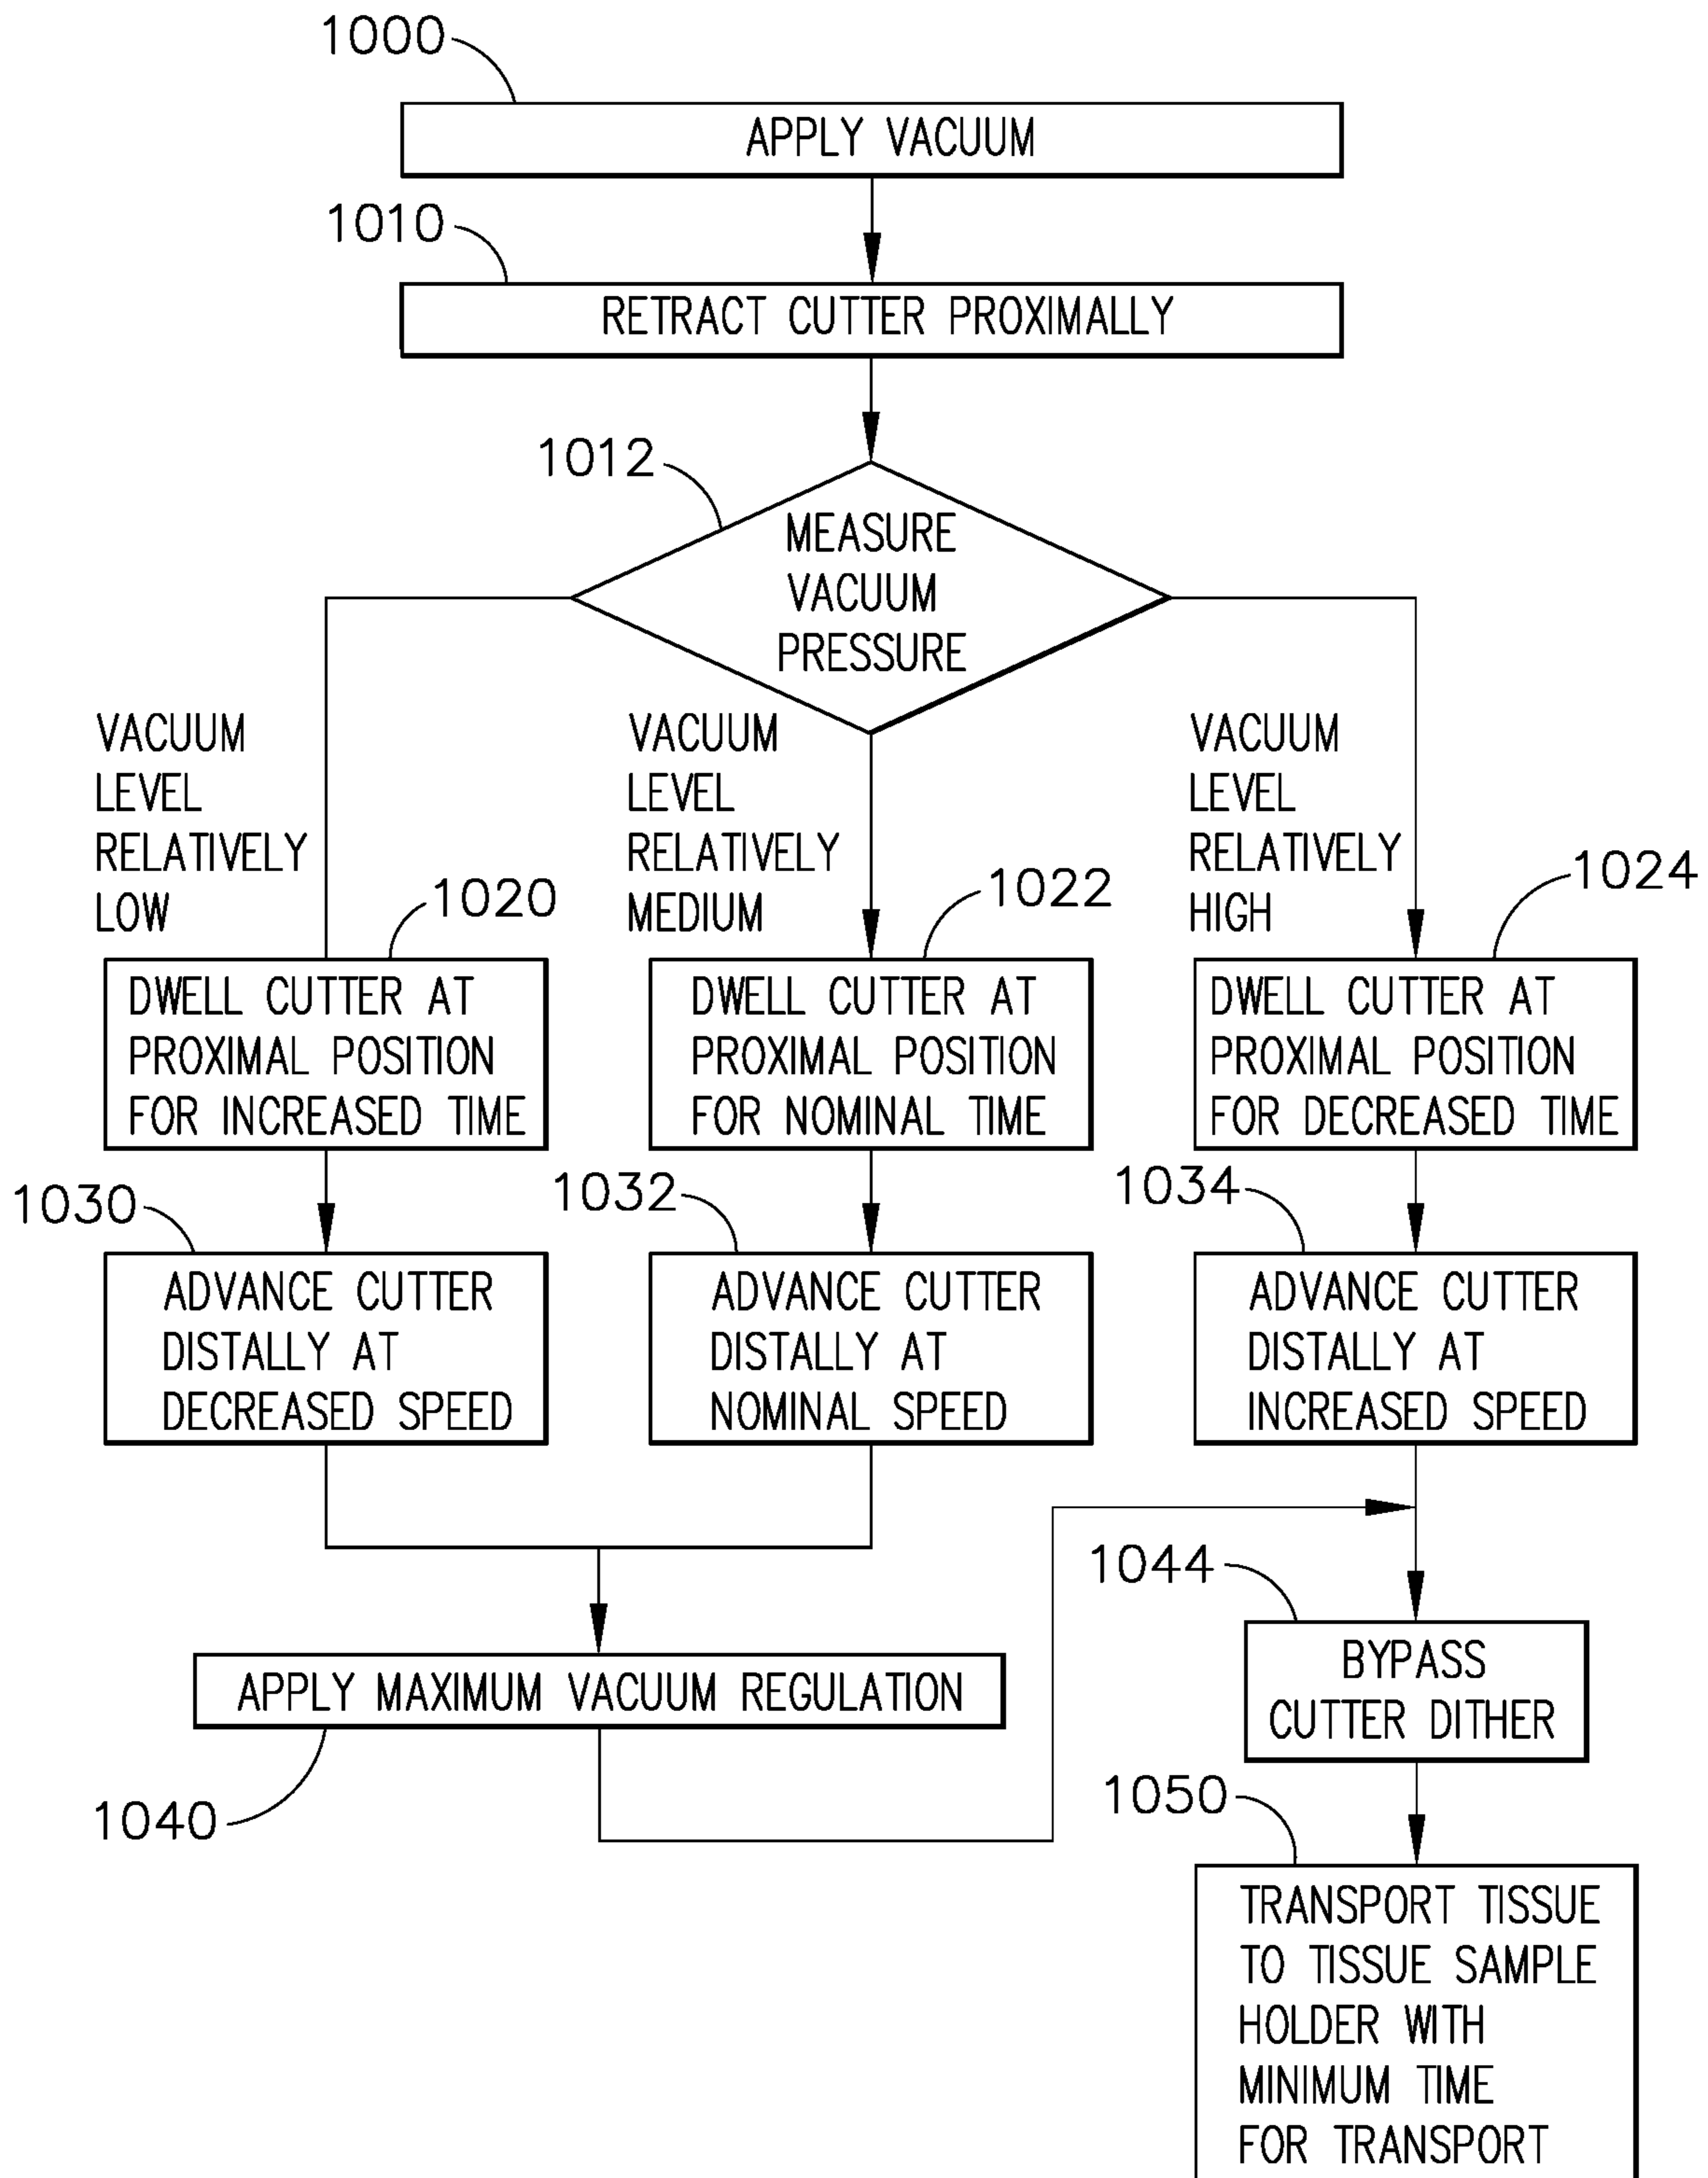 1000
APPLY VACUUM
1010
RETRACT CUTTER PROXIMALLY
1012
MEASURE
VACUUM
PRESSURE
VACUUM
LEVEL
RELATIVELY
LOW
VACUUM
LEVEL
RELATIVELY
MEDIUM
VACUUM
LEVEL
RELATIVELY
HIGH
1020
DWELL CUTTER AT
PROXIMAL POSITION
FOR INCREASED TIME
1022
DWELL CUTTER AT
PROXIMAL POSITION
FOR NOMINAL TIME
1024
DWELL CUTTER AT
PROXIMAL POSITION
FOR DECREASED TIME
1030
ADVANCE CUTTER
DISTALLY AT
DECREASED SPEED
1032
ADVANCE CUTTER
DISTALLY AT
NOMINAL SPEED
1034
ADVANCE CUTTER
DISTALLY AT
INCREASED SPEED
APPLY MAXIMUM VACUUM REGULATION
1040
1044
BYPASS
CUTTER DITHER
1050
TRANSPORT TISSUE
TO TISSUE SAMPLE
HOLDER WITH
MINIMUM TIME
FOR TRANSPORT